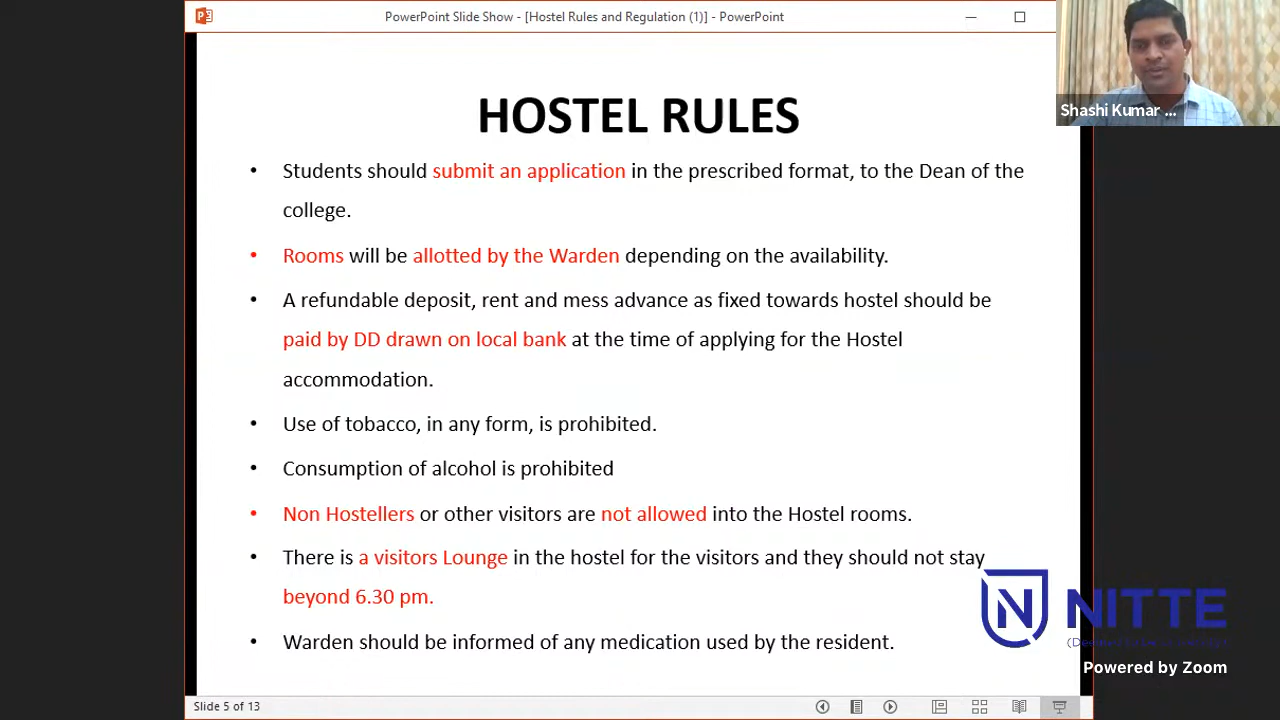 PowerPoint Slide Show - [Hostel Rules and Regulation (1)] - PowerPoint
Shashi Kumar ...
HOSTEL RULES
• Students should submit an application in the prescribed format, to the Dean of the
college.
• Rooms will be allotted by the Warden depending on the availability.
• A refundable deposit, rent and mess advance as fixed towards hostel should be
paid by DD drawn on local bank at the time of applying for the Hostel
accommodation.
• Use of tobacco, in any form, is prohibited.
• Consumption of alcohol is prohibited
• Non Hostellers or other visitors are not allowed into the Hostel rooms.
• There is a visitors Lounge in the hostel for the visitors and they should not stay
beyond 6.30 pm.
• Warden should be informed of any medication used by the resident.
N NITTE
Powered by Zoom
Slide 5 of 13